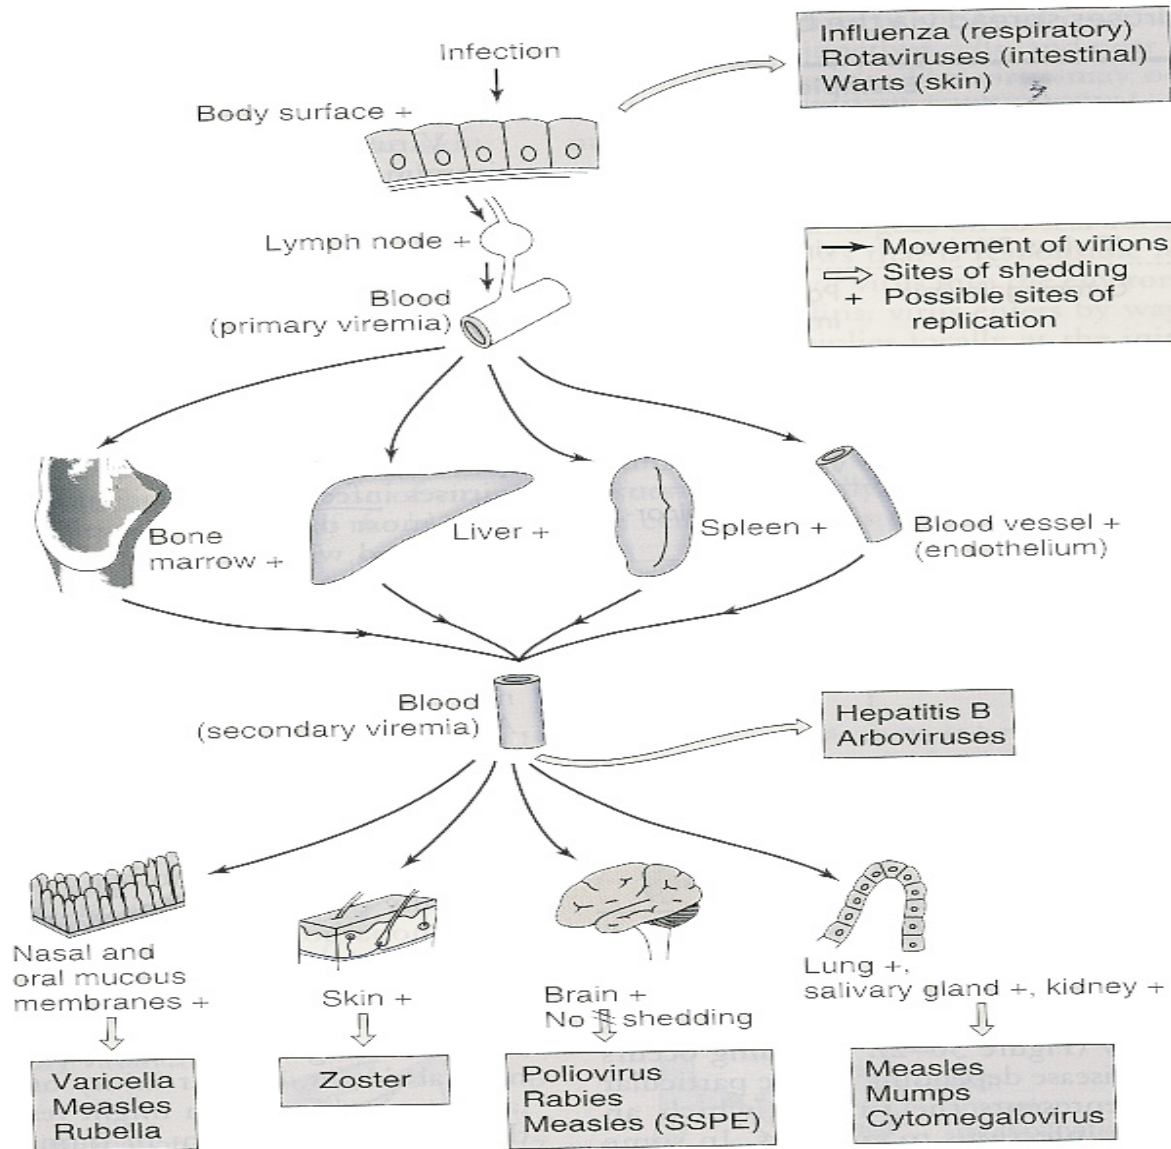 Infection
Body surface +
Influenza (respiratory)
Rotaviruses (intestinal)
Warts (skin)
Lymph node +
Blood
(primary viremia)
Movement of virions
Sites of shedding
+ Possible sites of
replication
Bone
marrow +
Liver +
Spleen +
Blood vessel +
(endothelium)
Blood
(secondary viremia)
Hepatitis B
Arboviruses
Nasal and
oral mucous
membranes +
Skin +
Brain +
No shedding
Lung +,
salivary gland +, kidney +
Varicella
Measles
Rubella
Zoster
Poliovirus
Rabies
Measles (SSPE)
Measles
Mumps
Cytomegalovirus